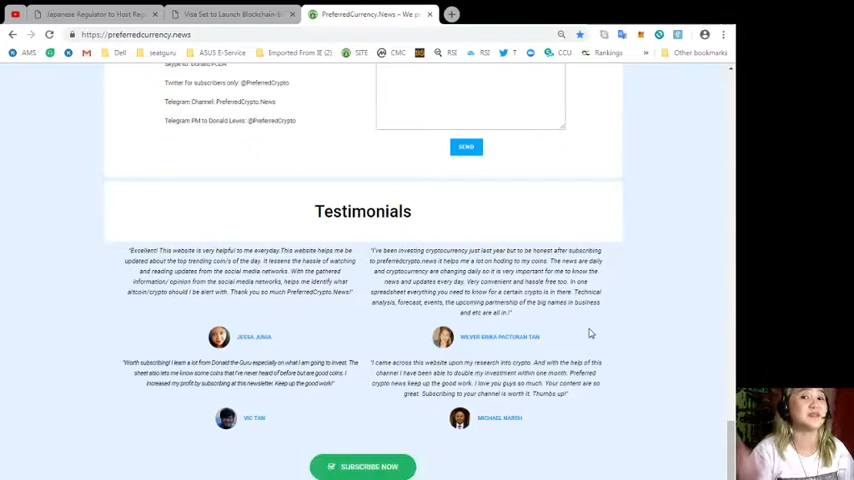 Japanese Regulator to Host Reg
Visa Set to Launch Blockchain-B
PreferredCurrency.News – We p
https://preferredcurrency.news
AMS
Dell
seatguru
ASUS E-Service
Imported From IE (2)
SITE
CMC
RSI
RSI
T
CCU
Rankings
»
Other bookmarks
Twitter for subscribers only: @PreferredCrypto
Telegram Channel: PreferredCrypto.News
Telegram PM to Donald Lewis: @PreferredCrypto
SEND
Testimonials
"Excellent! This website is very helpful to me everyday.This website helps me be
updated about the top trending coin/s of the day. It lessens the hassle of watching
and reading updates from the social media networks. With the gathered
information/ opinion from the social media networks, helps me identify what
altcoin/crypto should I be alert with. Thank you so much PreferredCrypto.News!"
JESSA JUNIA
"I've been investing cryptocurrency just last year but to be honest after subscribing
to preferredcrypto.news it helps me a lot on hodling to my coins. The news are daily
and cryptocurrency are changing daily so it is very important for me to know the
news and updates every day. Very convenient and hassle free too. In one
spreadsheet everything you need to know for a certain crypto is in there. Technical
analysis, forecast, events, the upcoming partnership of the big names in business
and etc are all in.!"
WILVER ERIKA PACTURAN TAN
"Worth subscribing! I learn a lot from Donald the Guru especially on what I am going to invest. The
sheet also lets me know some coins that I've never heard of before but are good coins. I
increased my profit by subscribing at this newsletter. Keep up the good work!"
VIC TAN
"I came across this website upon my research into crypto. And with the help of this
channel I have been able to double my investment within one month. Preferred
crypto news keep up the good work. I love you guys so much. Your content are so
great. Subscribing to your channel is worth it. Thumbs up!"
MICHAEL MARSH
SUBSCRIBE NOW